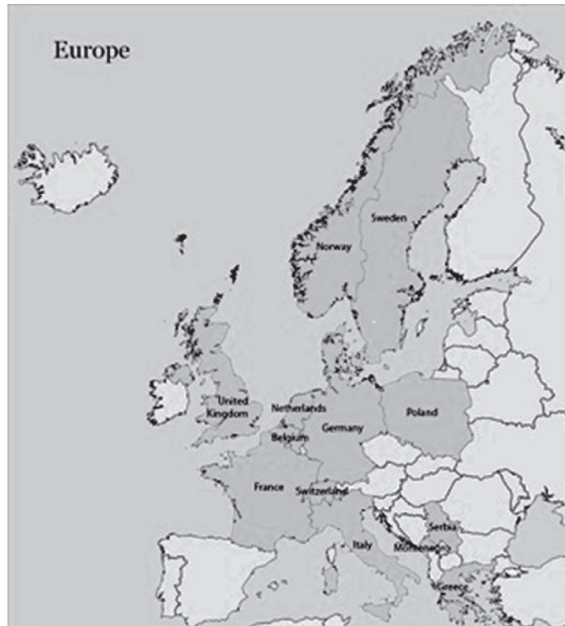 Europe
Sweden
Norway
United
Kingdom
Netherlands
Belgium
Germany
Poland
France
Switzerland
Italy
Serbia
Montenegro
Greece